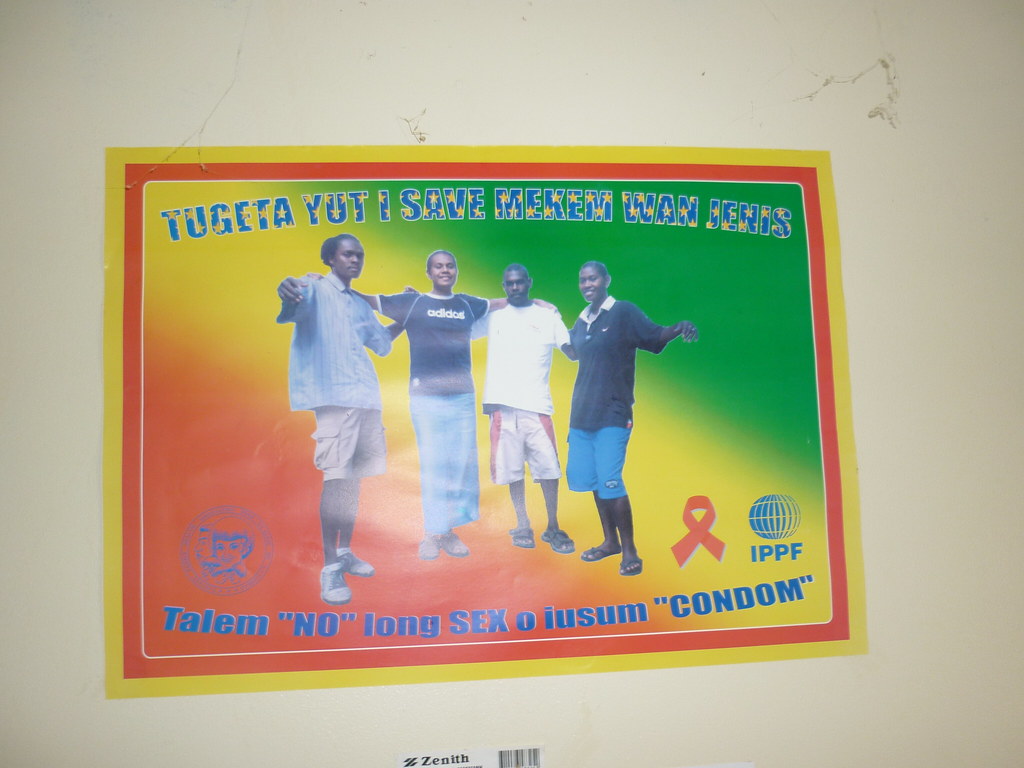 TUGETA YUT I SAVE MEKEM WAN JENIS
adidas
IPPF
Talem "NO" long SEX o iusum "CONDOM"
Zenith